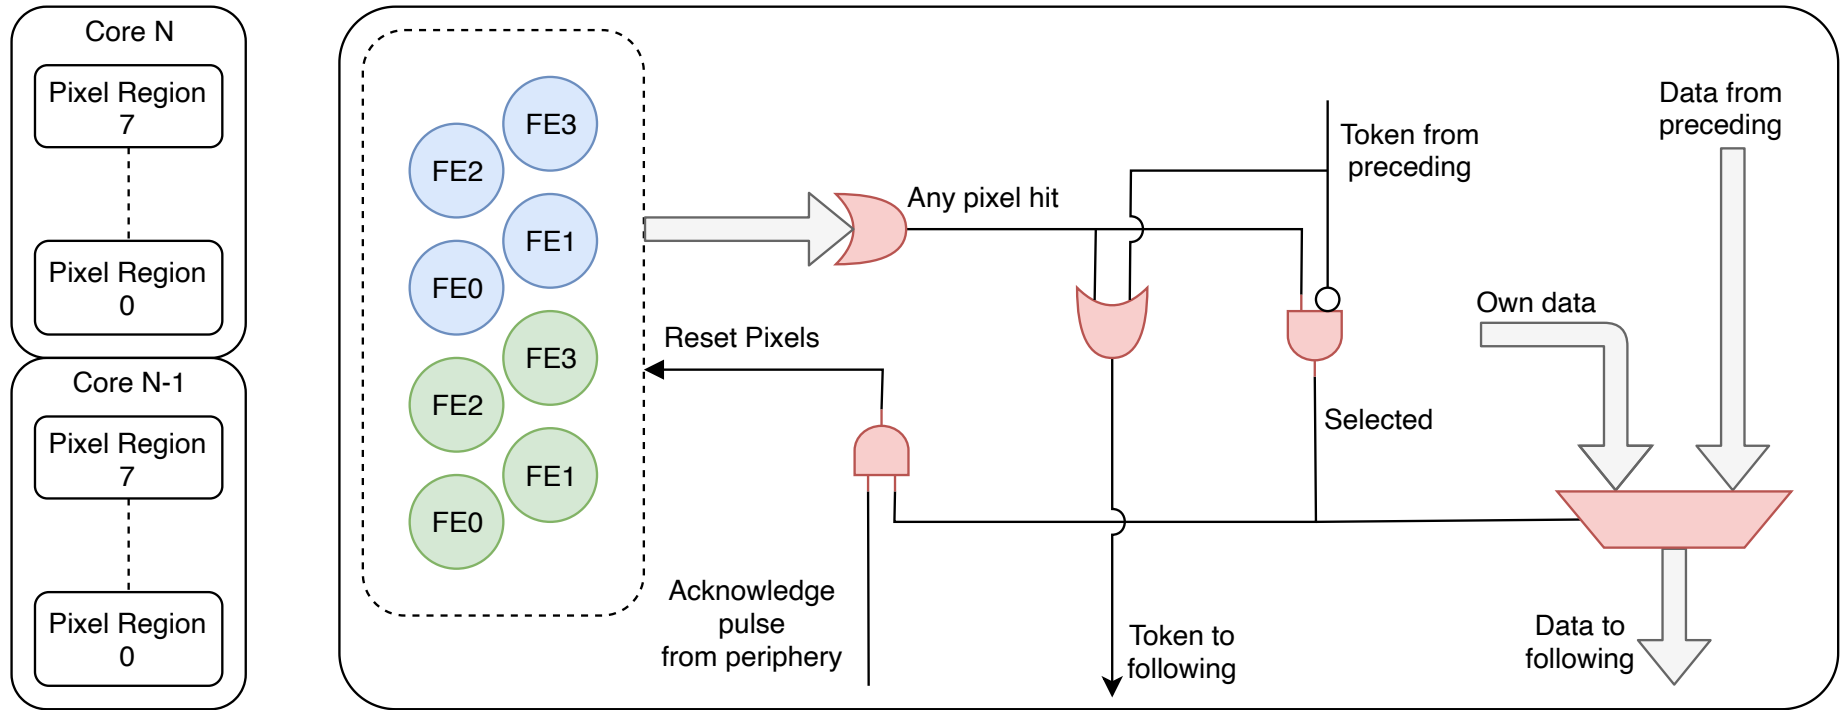 Core N
Pixel Region
7
Pixel Region
0
Core N-1
Pixel Region
7
Pixel Region
0
FE3
FE2
FE1
FE0
FE3
FE2
FE1
FE0
Any pixel hit
Token from
preceding
Data from
preceding
Own data
Reset Pixels
Selected
Acknowledge
pulse
from periphery
Token to
following
Data to
following